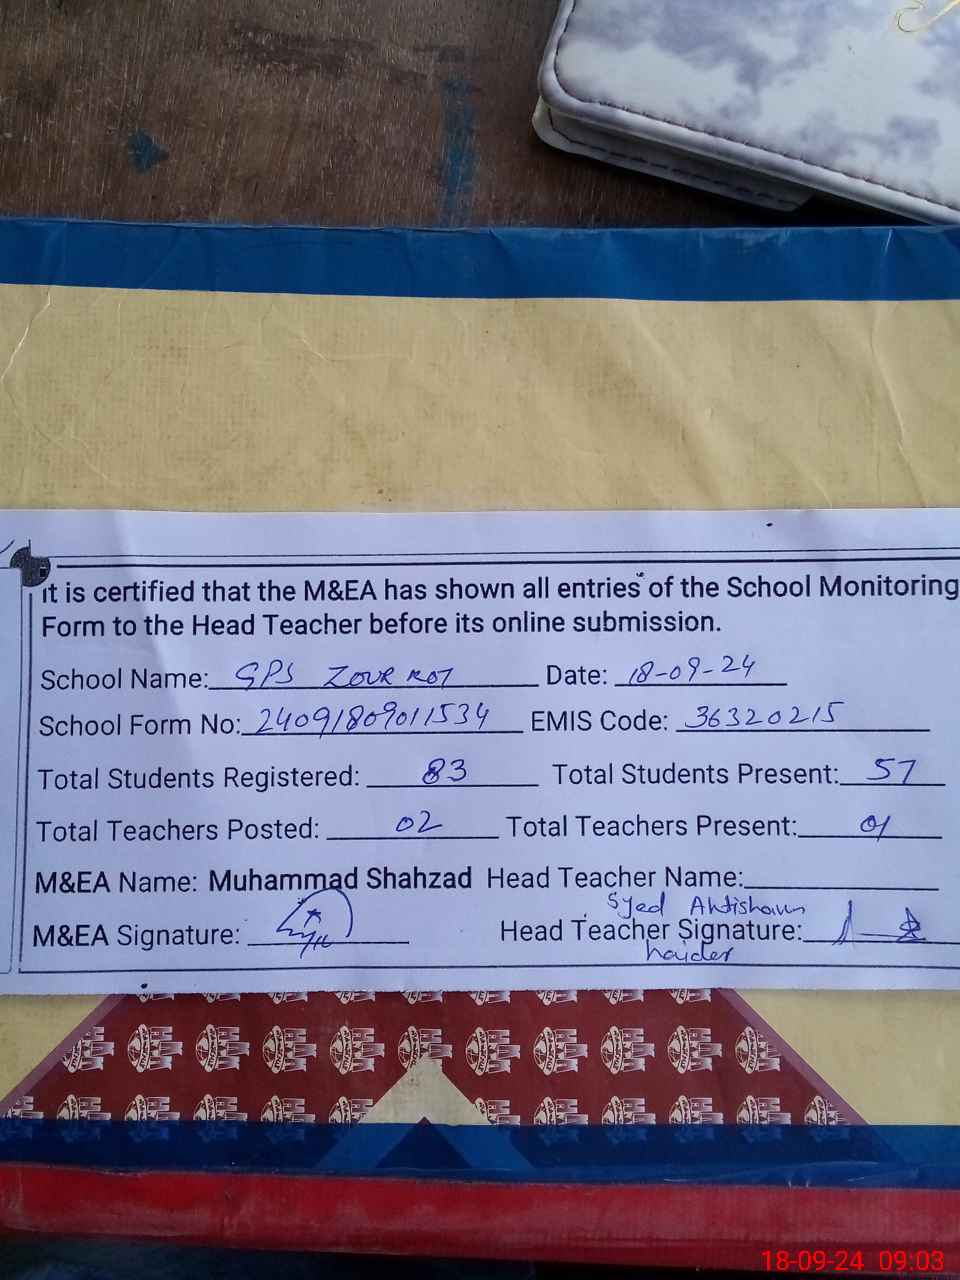 It is certified that the M&EA has shown all entries of the School Monitoring
Form to the Head Teacher before its online submission.
School Name: GPS ZOUR KOT Date: 18-09-24
School Form No: 24091809011534 EMIS Code: 36320215
Total Students Registered: 83 Total Students Present: 57
Total Teachers Posted: 02 Total Teachers Present: 01
M&EA Name: Muhammad Shahzad Head Teacher Name:
Syed Ahtisham
M&EA Signature: Head Teacher Signature:
haider
18-09-24 09:03